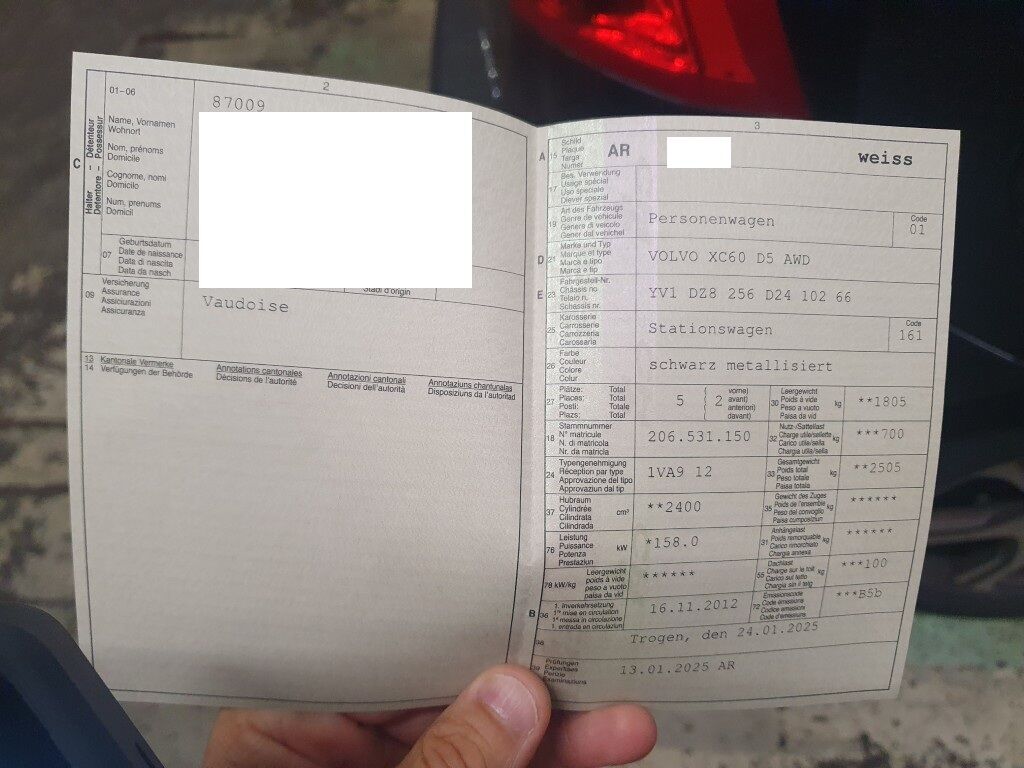 2
01-06
87009
C
Halter – Détenteur
Detentore – Possessur
Name, Vornamen
Wohnort
Nom, prénoms
Domicile
Cognome, nomi
Domicilo
Num, prenums
Domicil
07
Geburtsdatum
Date de naissance
Data di nascita
Data da nasch
Stadi d'origin
09
Versicherung
Assurance
Assiciurazioni
Assicuranza
Vaudoise
13 Kantonale Vermerke
14 Verfügungen der Behörde
Annotations cantonales
Décisions de l'autorité
Annotazioni cantonali
Decisioni dell'autorità
Annotaziuns chantunalas
Disposiziuns da l'autoritad
3
A 15
Schild
Plaque
Targa
Numer
AR
weiss
17
Bes. Verwendung
Usage spécial
Uso speciale
Diever spezial
19
Art des Fahrzeugs
Genre de véhicule
Genere di veicolo
Gener dal vehichel
Personenwagen
Code
01
D 21
Marke und Typ
Marque et type
Marca e tipo
Marca e tip
VOLVO XC60 D5 AWD
E 23
Fahrgestell-Nr.
Châssis no
Telaio n.
Schassis nr.
YV1 DZ8 256 D24 102 66
25
Karosserie
Carrosserie
Carrozzeria
Carossaria
Stationswagen
Code
161
26
Farbe
Couleur
Colore
Colur
schwarz metallisiert
27
Plätze: Total
Places: Total
Posti: Totale
Plazs: Total
5 ( 2
vorne)
avant)
anteriori)
davant)
30
Leergewicht
Poids à vide
Peso a vuoto
Paisa da vid
kg
**1805
18
Stammnummer
N° matricule
N. di matricola
Nr. da matricla
206.531.150
32
Nutz-/Sattellast
Charge utile/sellette
Carico utile/sella
Chargia utila/sella
kg
***700
24
Typengenehmigung
Réception par type
Approvazione del tipo
Approvaziun dal tip
1VA9 12
33
Gesamtgewicht
Poids total
Peso totale
Paisa totala
kg
**2505
37
Hubraum
Cylindrée
Cilindrata
Cilindrada
cm³
**2400
35
Gewicht des Zuges
Poids de l'ensemble
Peso del convoglio
Paisa cumposiziun
kg
******
76
Leistung
Puissance
Potenza
Prestaziun
kW
*158.0
31
Anhängelast
Poids remorquable
Carico rimorchiato
Chargia annexa
kg
******
78 kW/kg
Leergewicht
poids à vide
peso a vuoto
paisa da vid
******
55
Dachlast
Charge sur le toit
Carico sul tetto
Chargia sin il tetg
kg
***100
B 36
1. Inverkehrsetzung
1re mise en circulation
1a messa in circolazione
1. entrada en circulaziun
16.11.2012
72
Emissionscode
Code émissions
Codice emissioni
Code d'emissiuns
***B5b
38
Trogen, den 24.01.2025
39
Prüfungen
Expertises
Perizie
Examinaziuns
13.01.2025 AR